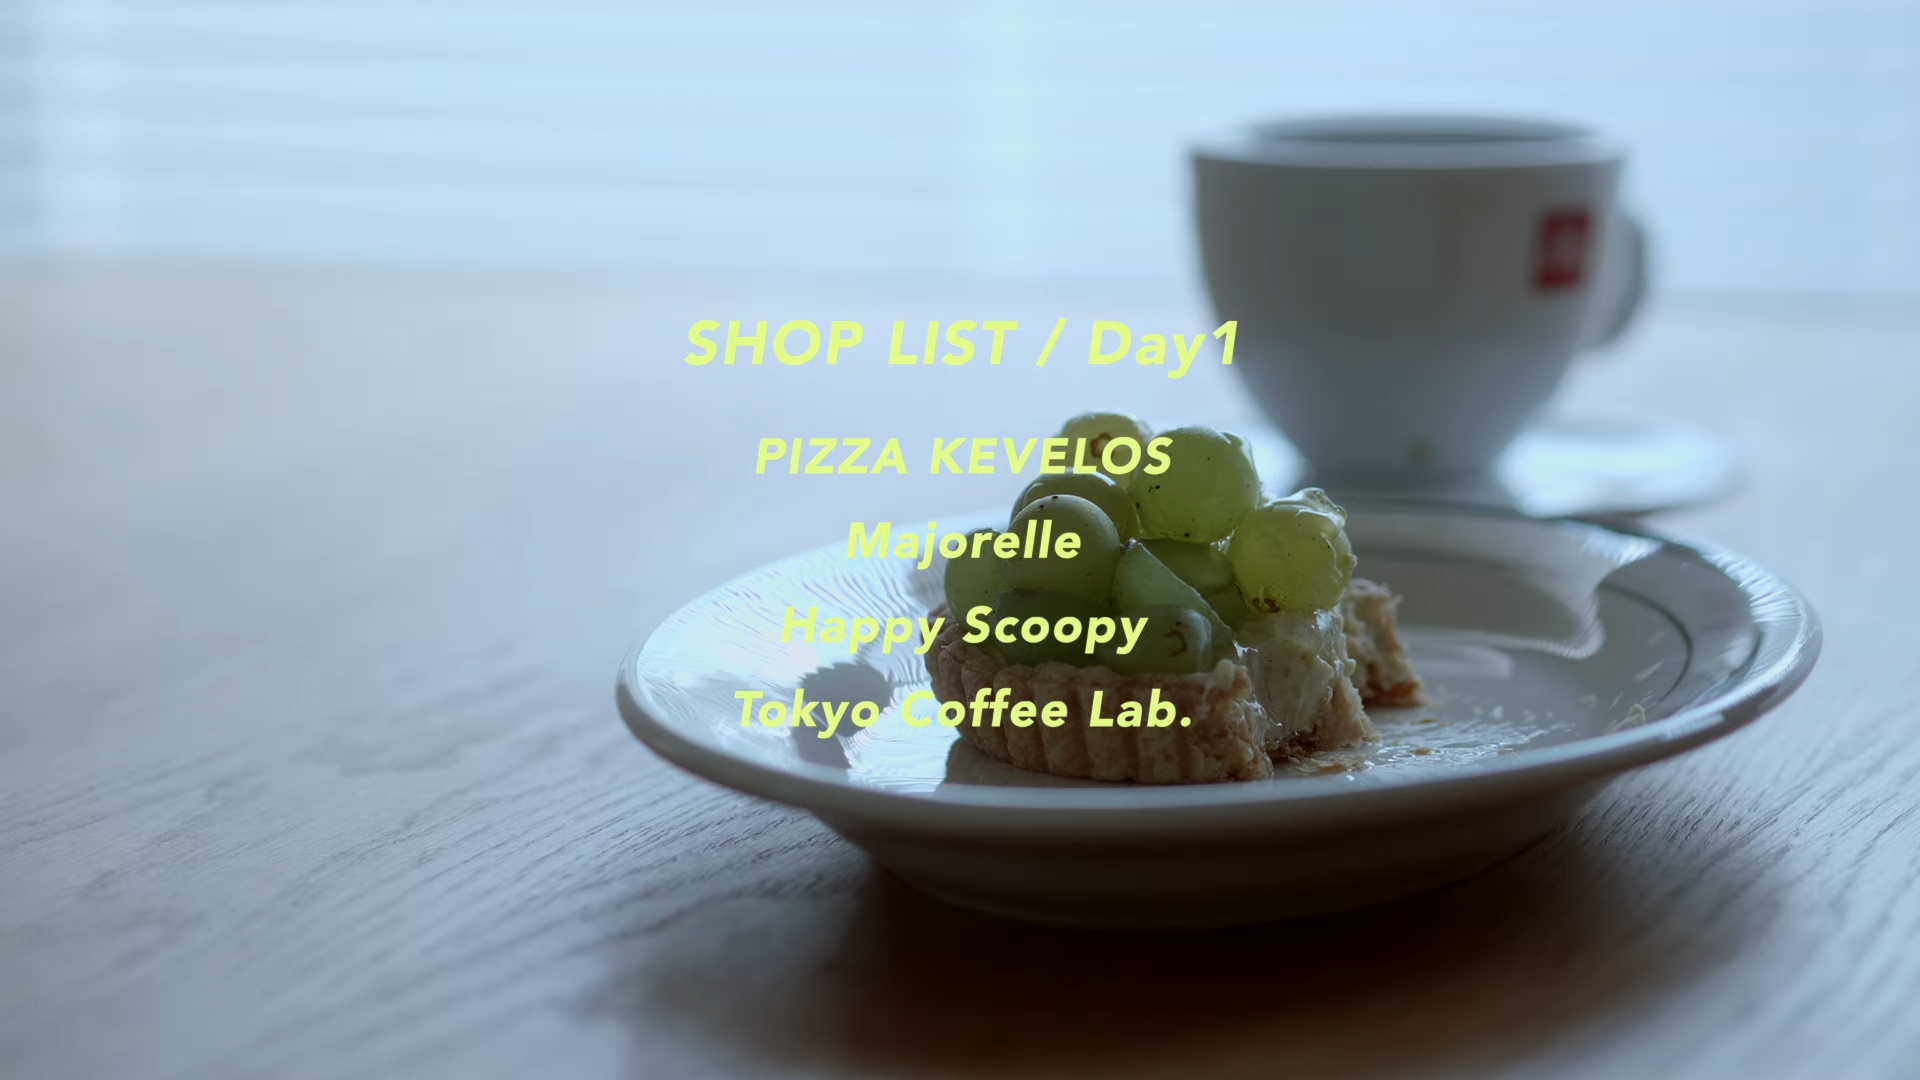 SHOP LIST / Day1
PIZZA KEVELOS
Majorelle
Happy Scoopy
Tokyo Coffee Lab.